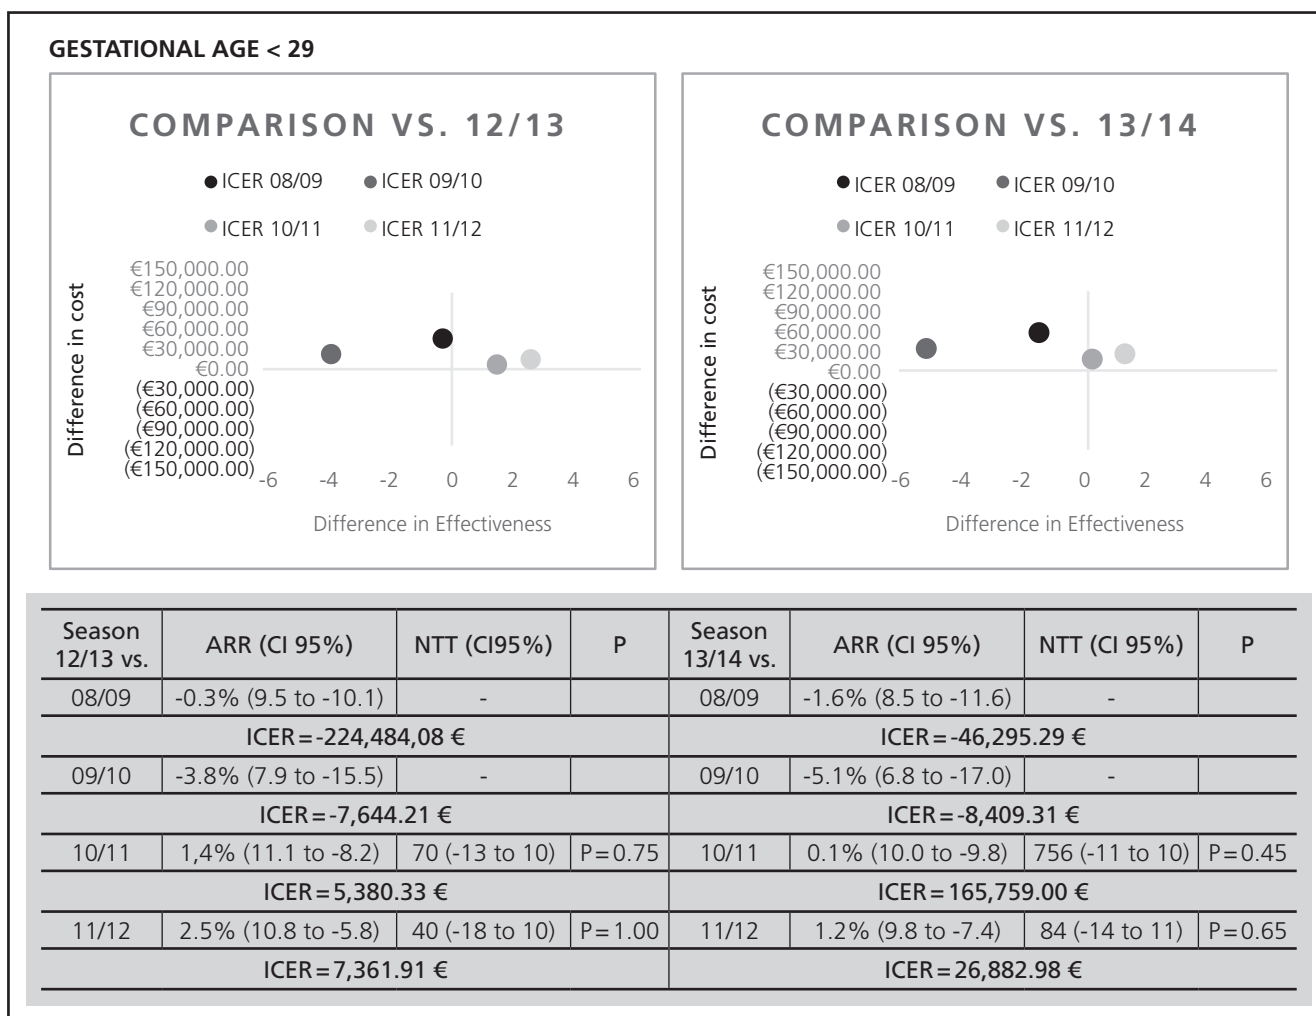 GESTATIONAL AGE < 29
COMPARISON VS. 12/13
ICER 08/09 ICER 09/10
ICER 10/11 ICER 11/12
Difference in cost
€150,000.00
€120,000.00
€90,000.00
€60,000.00
€30,000.00
€0.00
(€30,000.00)
(€60,000.00)
(€90,000.00)
(€120,000.00)
(€150,000.00)
-6 -4 -2 0 2 4 6
Difference in Effectiveness
COMPARISON VS. 13/14
ICER 08/09 ICER 09/10
ICER 10/11 ICER 11/12
Difference in cost
€150,000.00
€120,000.00
€90,000.00
€60,000.00
€30,000.00
€0.00
(€30,000.00)
(€60,000.00)
(€90,000.00)
(€120,000.00)
(€150,000.00)
-6 -4 -2 0 2 4 6
Difference in Effectiveness
Season 12/13 vs. ARR (CI 95%) NTT (CI95%) P Season 13/14 vs. ARR (CI 95%) NTT (CI 95%) P
08/09 -0.3% (9.5 to -10.1) - 08/09 -1.6% (8.5 to -11.6) -
ICER=-224,484,08 € ICER=-46,295.29 €
09/10 -3.8% (7.9 to -15.5) - 09/10 -5.1% (6.8 to -17.0) -
ICER=-7,644.21 € ICER=-8,409.31 €
10/11 1,4% (11.1 to -8.2) 70 (-13 to 10) P=0.75 10/11 0.1% (10.0 to -9.8) 756 (-11 to 10) P=0.45
ICER=5,380.33 € ICER=165,759.00 €
11/12 2.5% (10.8 to -5.8) 40 (-18 to 10) P=1.00 11/12 1.2% (9.8 to -7.4) 84 (-14 to 11) P=0.65
ICER=7,361.91 € ICER=26,882.98 €